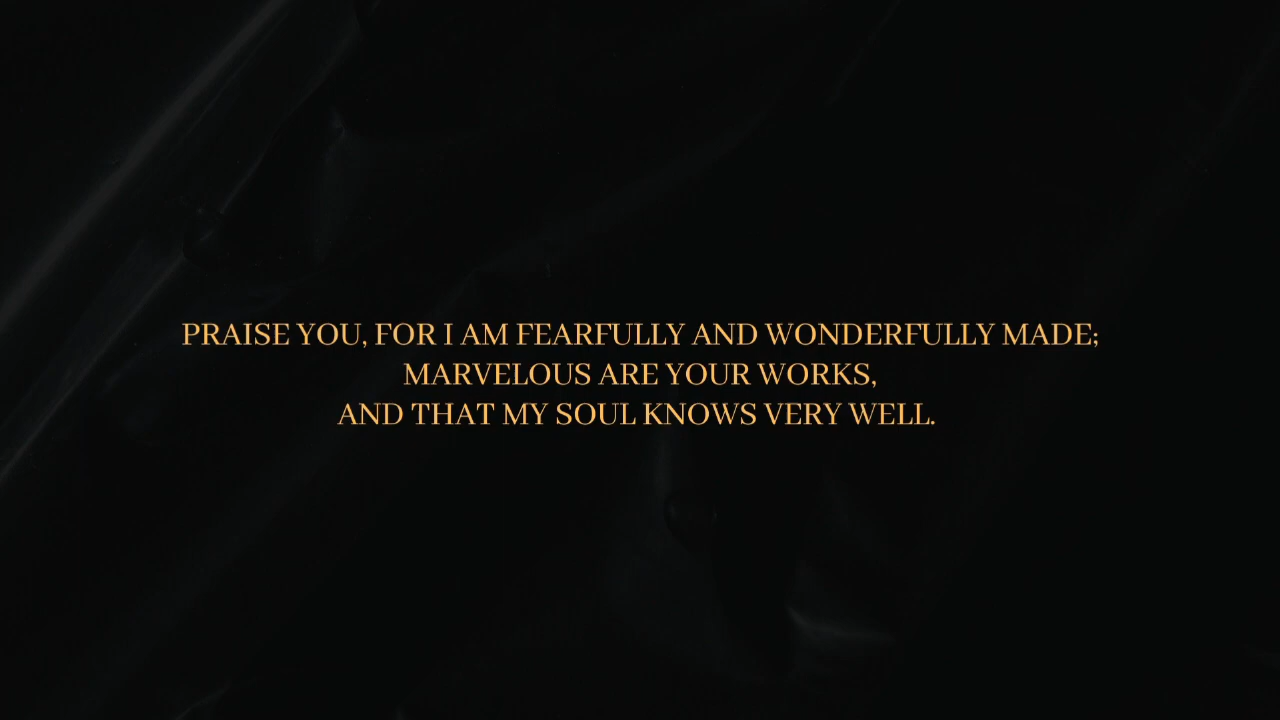 PRAISE YOU, FOR I AM FEARFULLY AND WONDERFULLY MADE;
MARVELOUS ARE YOUR WORKS,
AND THAT MY SOUL KNOWS VERY WELL.